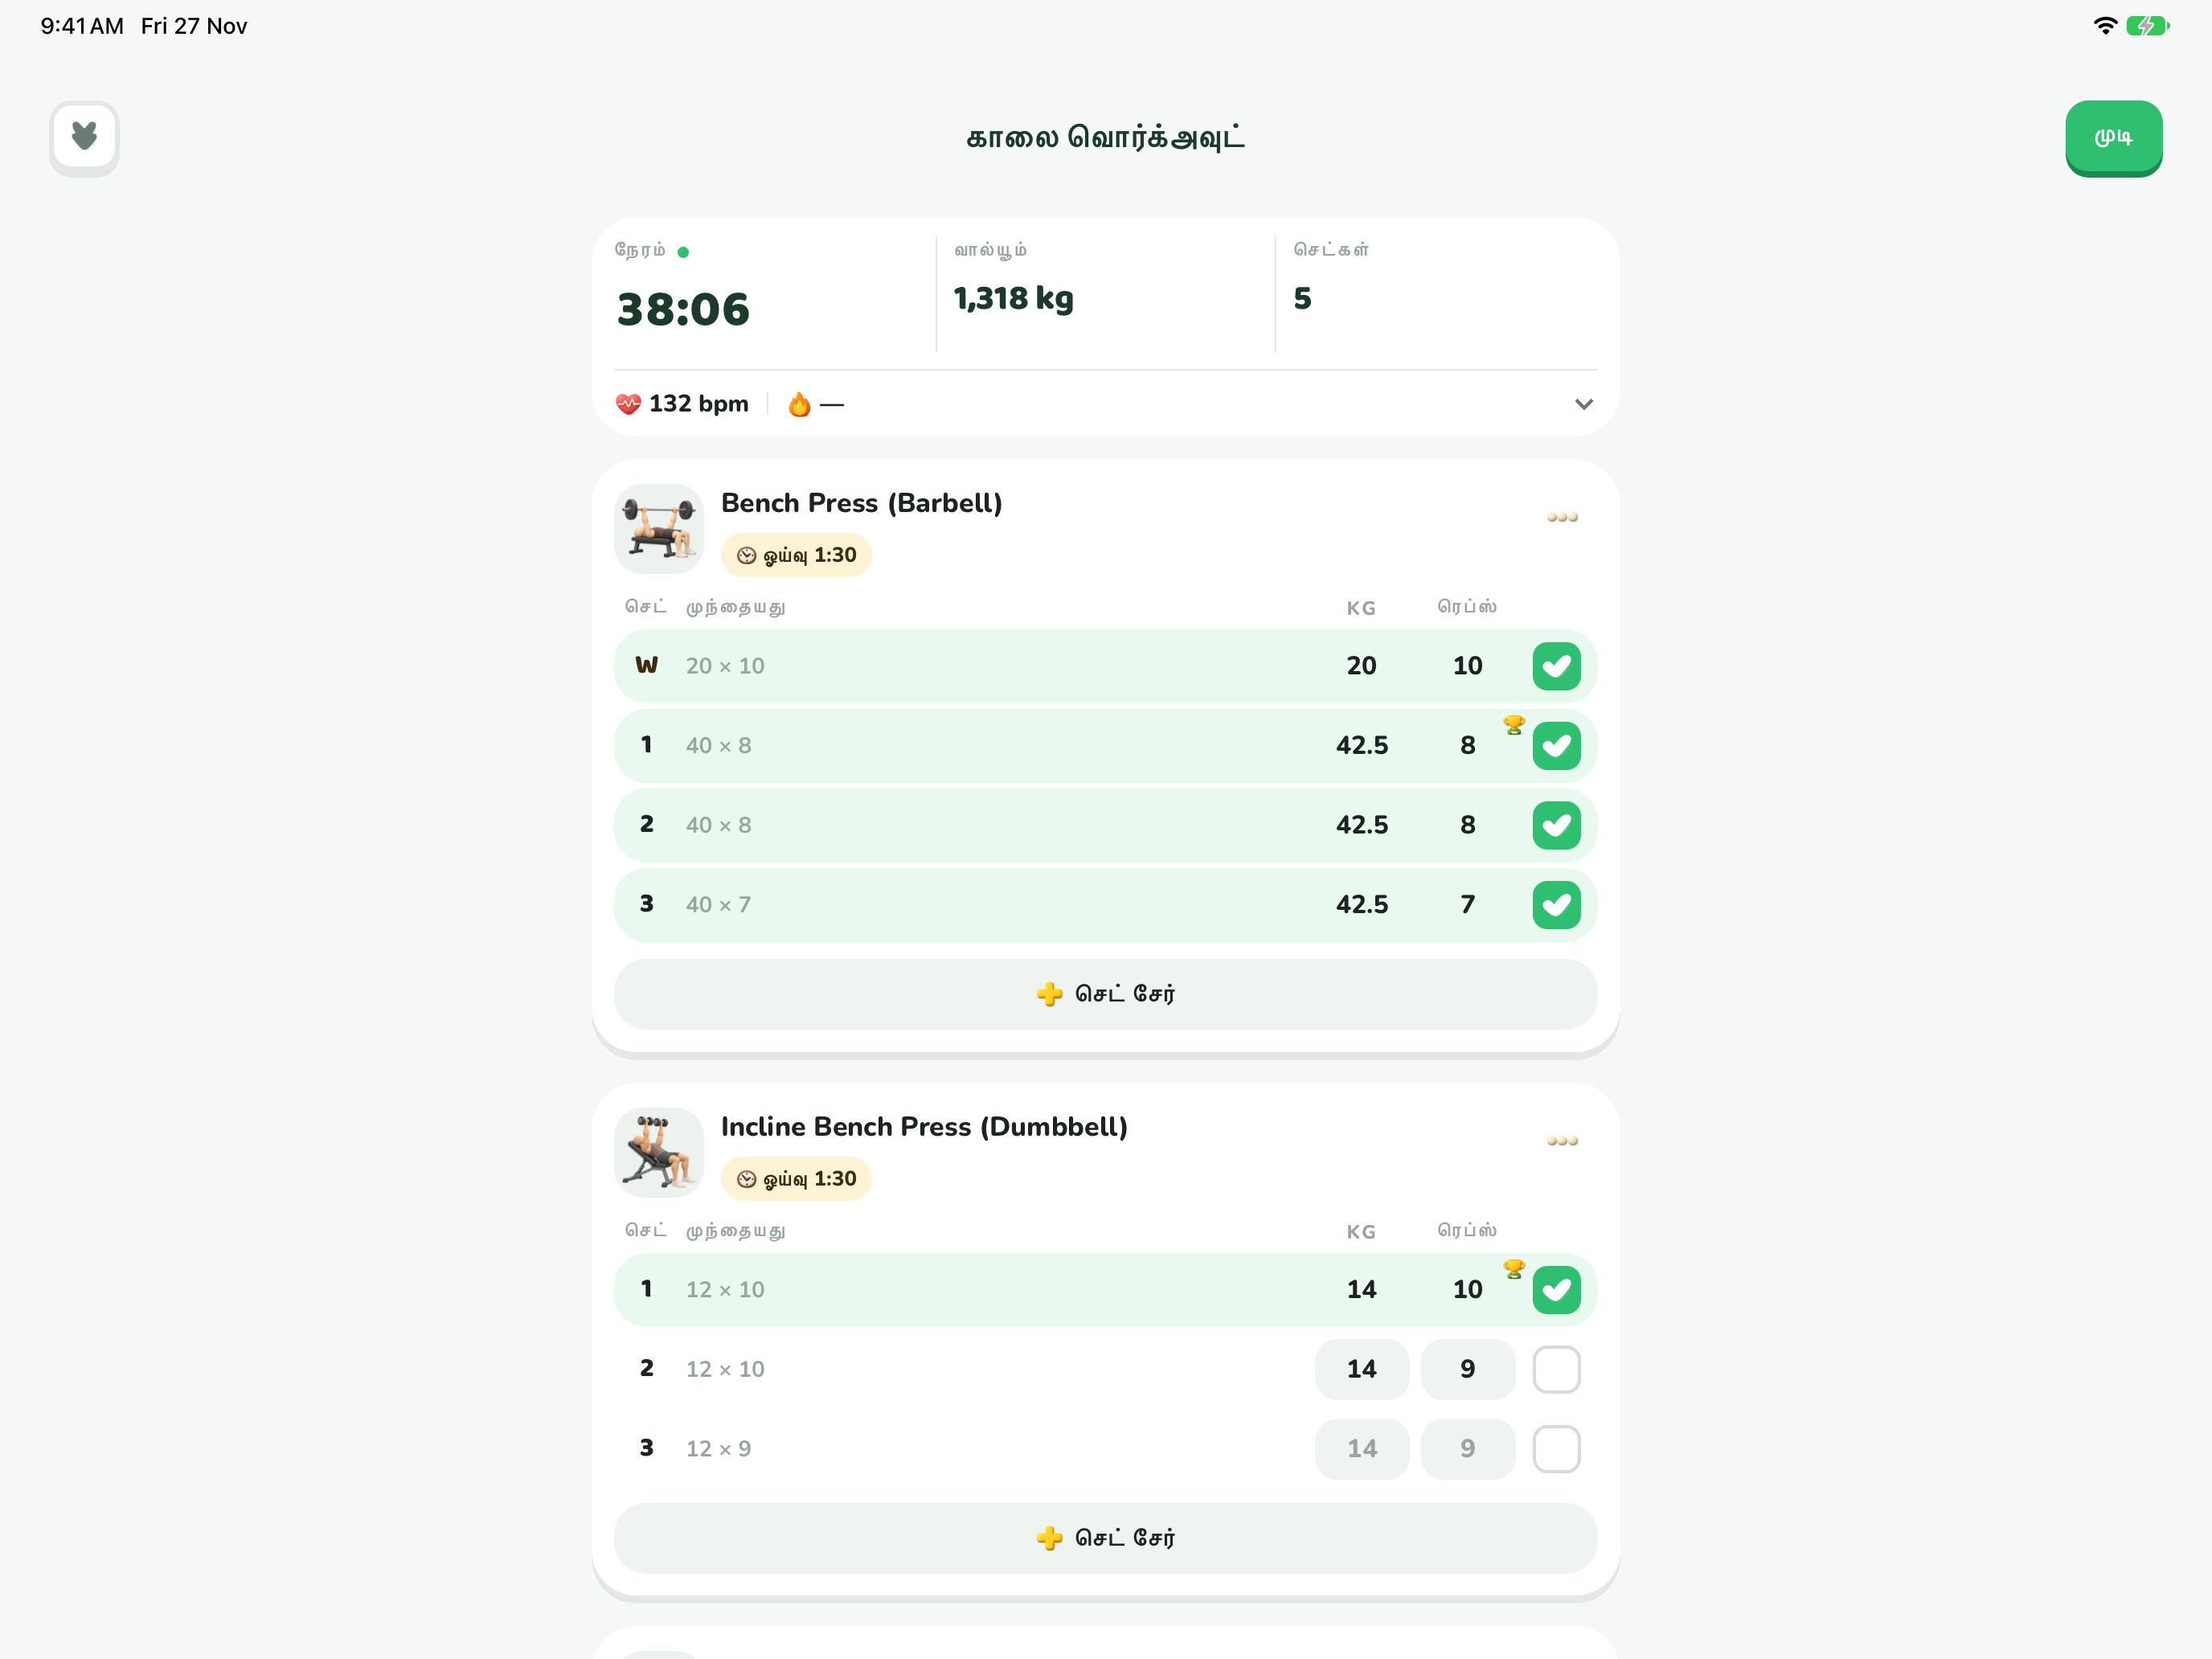 9:41 AM Fri 27 Nov
காலை வொர்க்அவுட்
முடி
நேரம் வால்யூம் செட்கள்
38:06 1,318 kg 5
132 bpm —
Bench Press (Barbell)
ஓய்வு 1:30
செட் முந்தையது KG ரெப்ஸ்
W 20 × 10 20 10
1 40 × 8 42.5 8
2 40 × 8 42.5 8
3 40 × 7 42.5 7
செட் சேர்
Incline Bench Press (Dumbbell)
ஓய்வு 1:30
செட் முந்தையது KG ரெப்ஸ்
1 12 × 10 14 10
2 12 × 10 14 9
3 12 × 9 14 9
செட் சேர்